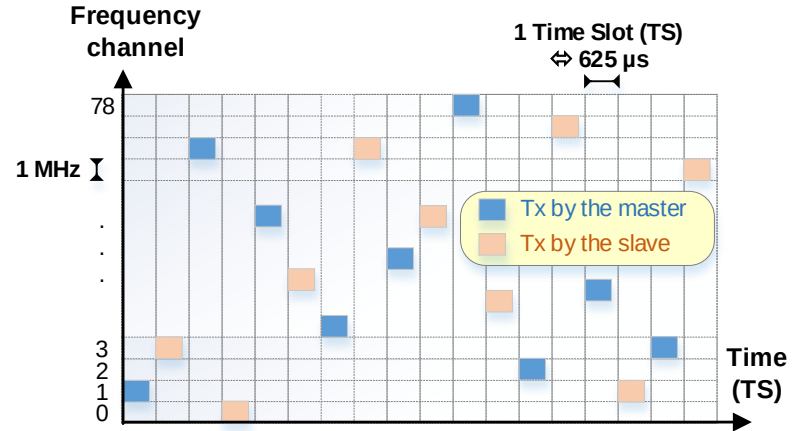 Frequency
channel
1 Time Slot (TS)
⇔ 625 µs
78
1 MHz
.
.
.
Tx by the master
Tx by the slave
3
2
1
0
Time
(TS)